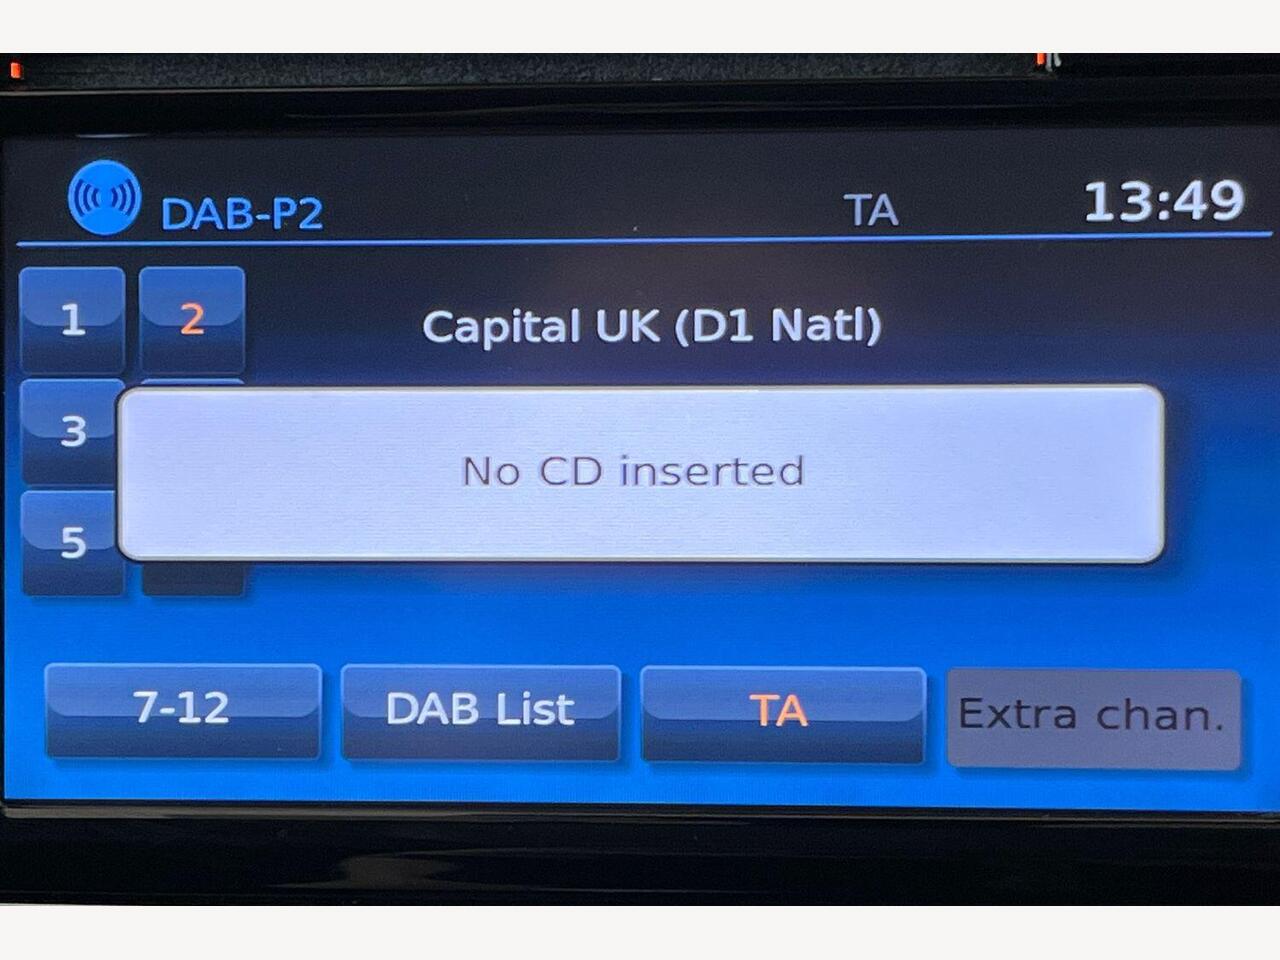 DAB-P2 TA 13:49
1 2 Capital UK (D1 Natl)
3
No CD inserted
5
7-12 DAB List TA Extra chan.